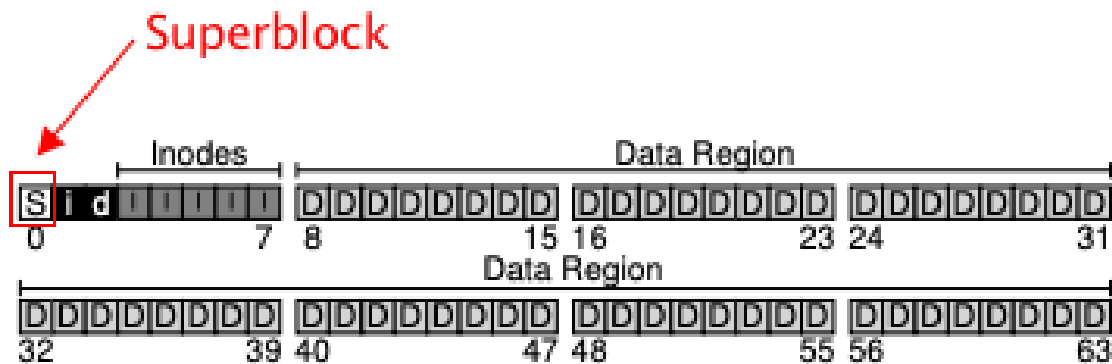 Superblock
Inodes Data Region
S i d I I I I I D D D D D D D D D D D D D D D D D D D D D D D D
0 7 8 15 16 23 24 31
Data Region
D D D D D D D D D D D D D D D D D D D D D D D D D D D D D D D D
32 39 40 47 48 55 56 63